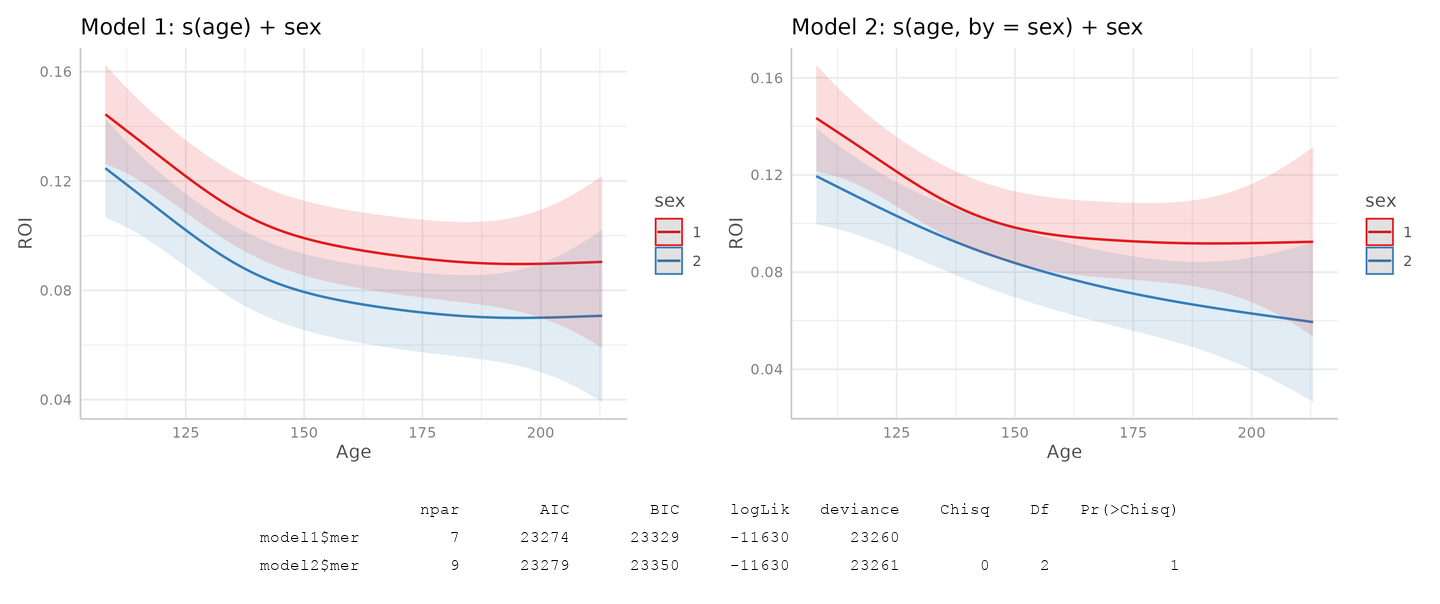 Model 1: s(age) + sex
0.16
0.12
0.08
0.04
ROI
125 150 175 200
Age
sex
1
2
Model 2: s(age, by = sex) + sex
0.16
0.12
0.08
0.04
ROI
125 150 175 200
Age
sex
1
2
npar AIC BIC logLik deviance Chisq Df Pr(>Chisq)
model1$mer 7 23274 23329 -11630 23260
model2$mer 9 23279 23350 -11630 23261 0 2 1